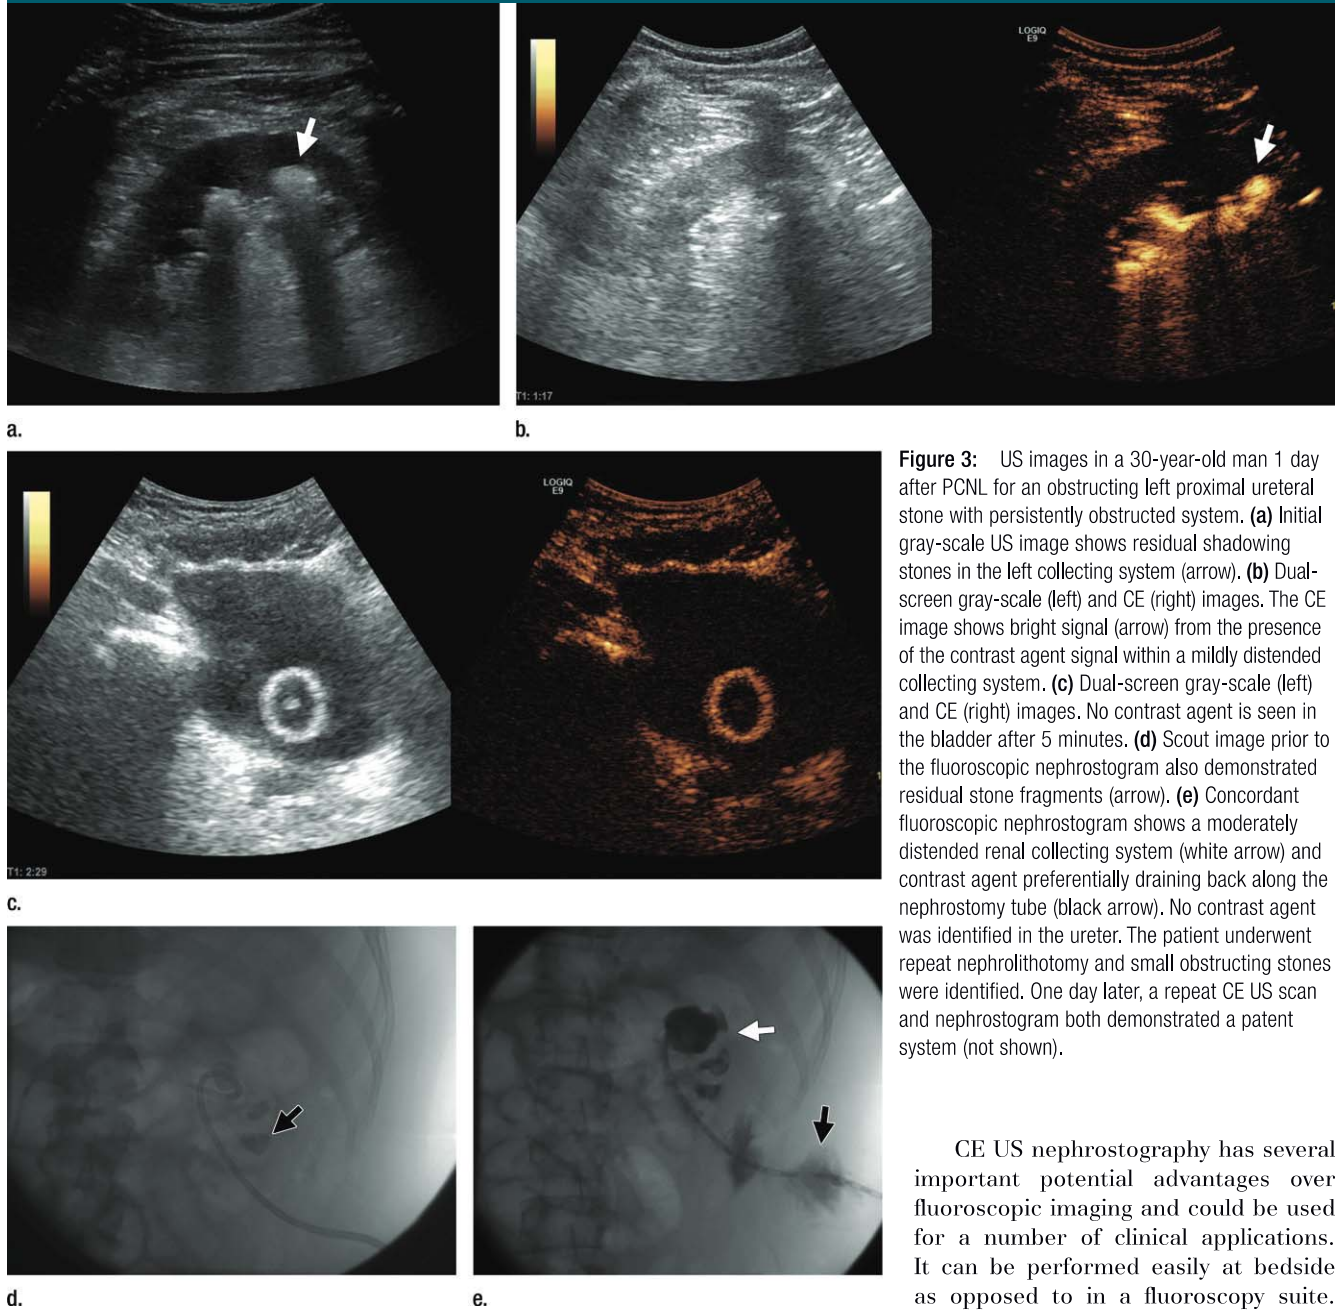 LOGIQ
E9
T1: 1:17
1
a.
b.
LOGIQ
E9
T1: 2:29
1
c.
Figure 3: US images in a 30-year-old man 1 day
after PCNL for an obstructing left proximal ureteral
stone with persistently obstructed system. (a) Initial
gray-scale US image shows residual shadowing
stones in the left collecting system (arrow). (b) Dual-
screen gray-scale (left) and CE (right) images. The CE
image shows bright signal (arrow) from the presence
of the contrast agent signal within a mildly distended
collecting system. (c) Dual-screen gray-scale (left)
and CE (right) images. No contrast agent is seen in
the bladder after 5 minutes. (d) Scout image prior to
the fluoroscopic nephrostogram also demonstrated
residual stone fragments (arrow). (e) Concordant
fluoroscopic nephrostogram shows a moderately
distended renal collecting system (white arrow) and
contrast agent preferentially draining back along the
nephrostomy tube (black arrow). No contrast agent
was identified in the ureter. The patient underwent
repeat nephrolithotomy and small obstructing stones
were identified. One day later, a repeat CE US scan
and nephrostogram both demonstrated a patent
system (not shown).
d.
e.
CE US nephrostography has several
important potential advantages over
fluoroscopic imaging and could be used
for a number of clinical applications.
It can be performed easily at bedside
as opposed to in a fluoroscopy suite.